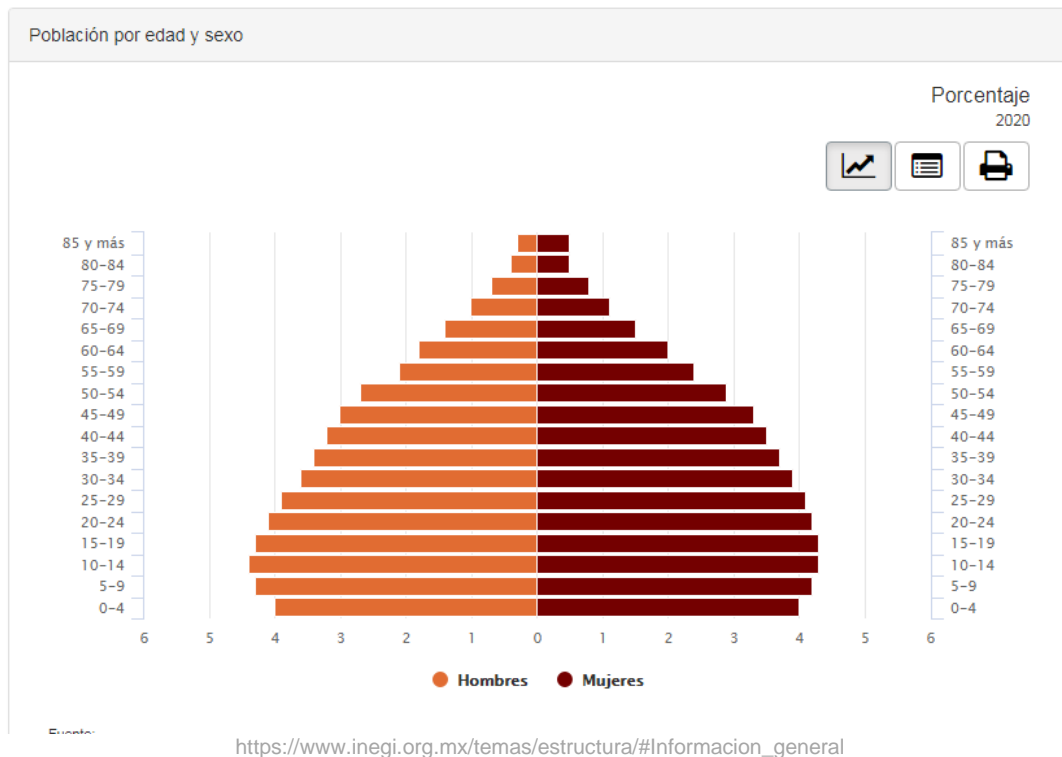 Población por edad y sexo
Porcentaje
2020
85 y más 85 y más
80-84 80-84
75-79 75-79
70-74 70-74
65-69 65-69
60-64 60-64
55-59 55-59
50-54 50-54
45-49 45-49
40-44 40-44
35-39 35-39
30-34 30-34
25-29 25-29
20-24 20-24
15-19 15-19
10-14 10-14
5-9 5-9
0-4 0-4
6 5 4 3 2 1 0 1 2 3 4 5 6
Hombres Mujeres
Fuente:
https://www.inegi.org.mx/temas/estructura/#Informacion_general